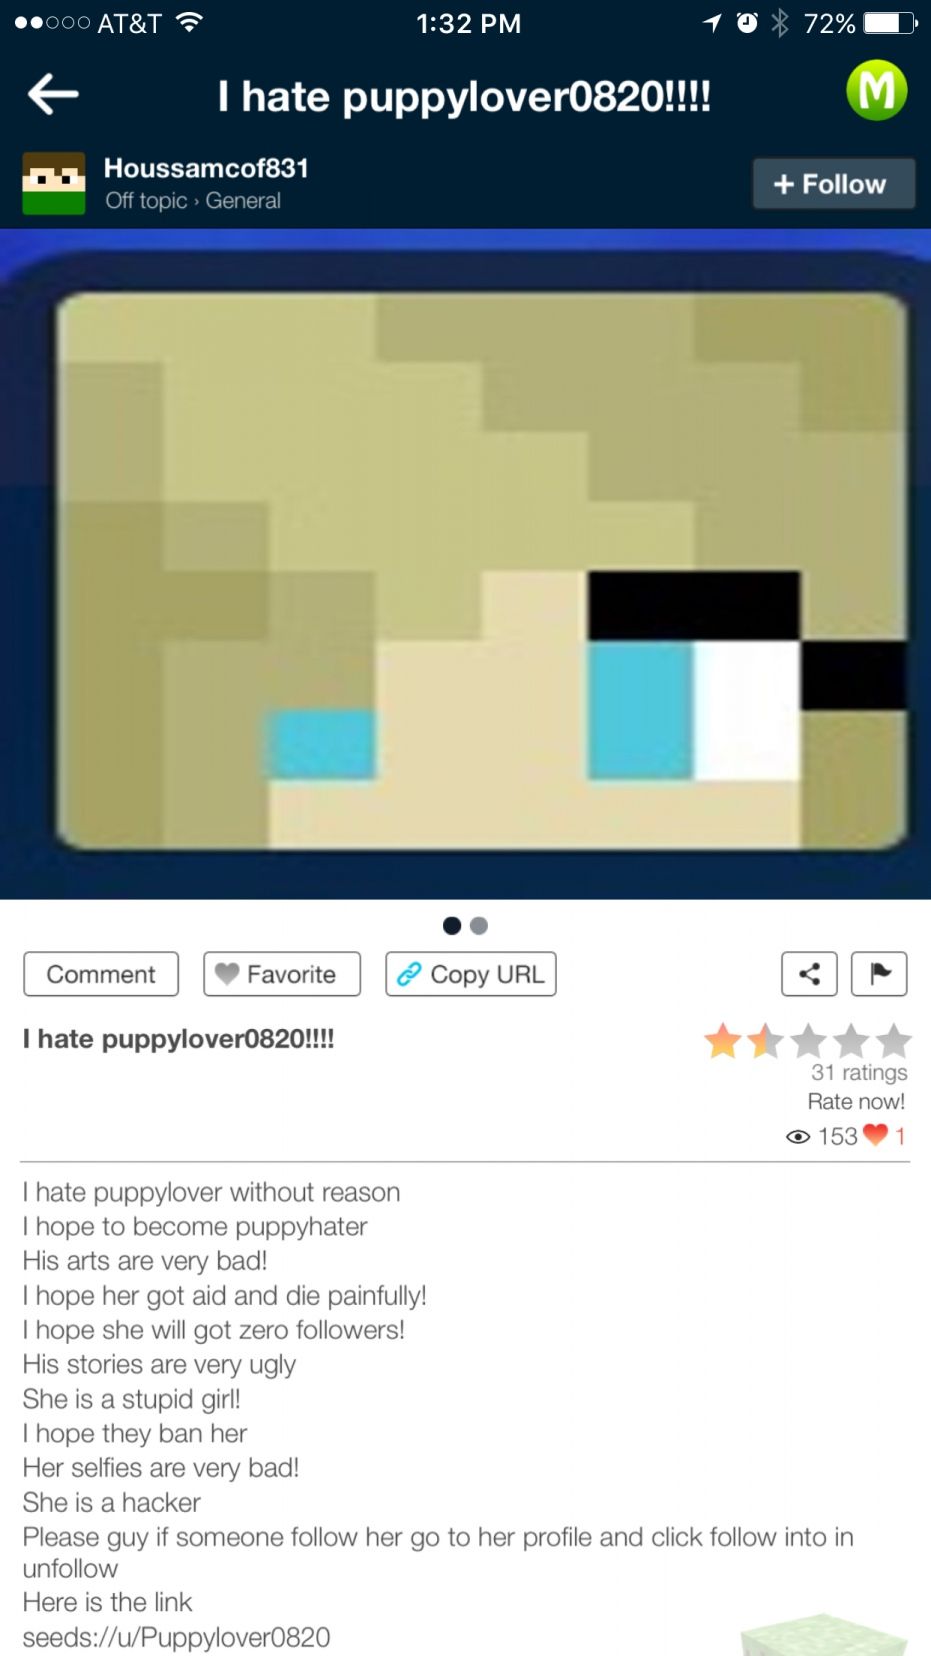 AT&T 1:32 PM 72%
I hate puppylover0820!!!!
M
Houssamcof831
Off topic › General
+ Follow
Comment Favorite Copy URL
I hate puppylover0820!!!!
31 ratings
Rate now!
153 1
I hate puppylover without reason
I hope to become puppyhater
His arts are very bad!
I hope her got aid and die painfully!
I hope she will got zero followers!
His stories are very ugly
She is a stupid girl!
I hope they ban her
Her selfies are very bad!
She is a hacker
Please guy if someone follow her go to her profile and click follow into in
unfollow
Here is the link
seeds://u/Puppylover0820